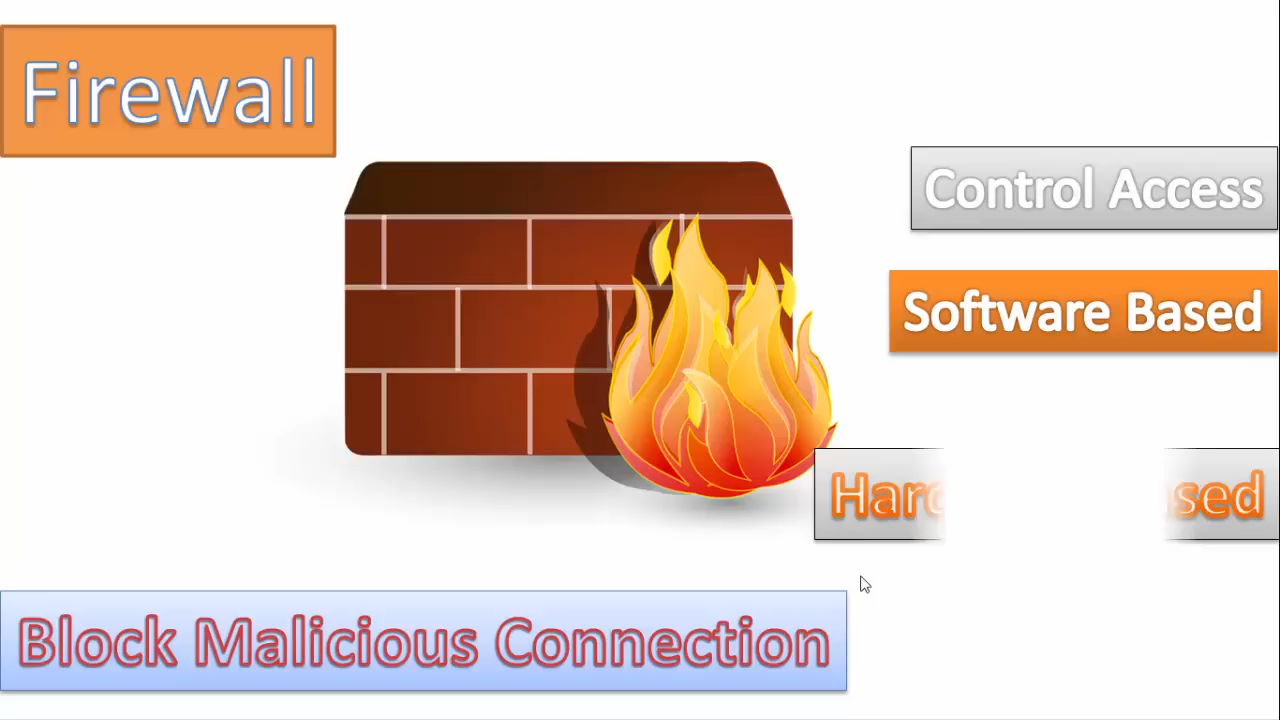 Firewall
Control Access
Software Based
Block Malicious Connection